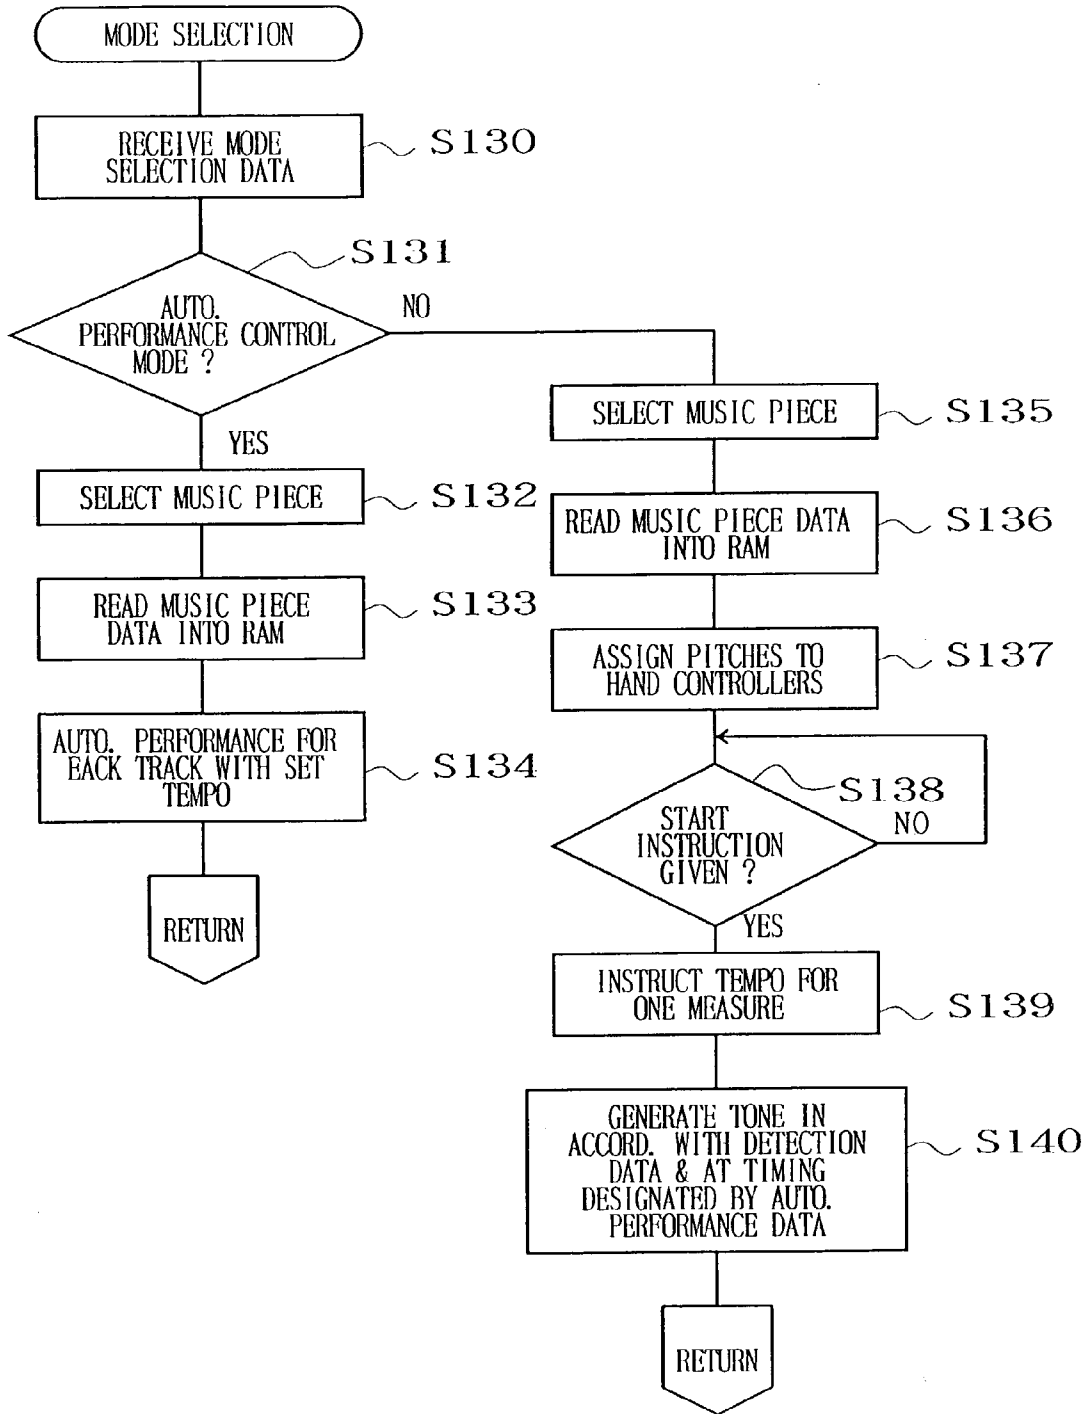 MODE SELECTION
RECEIVE MODE
SELECTION DATA
S130
S131
AUTO.
PERFORMANCE CONTROL
MODE ?
NO
YES
SELECT MUSIC PIECE
S132
READ MUSIC PIECE
DATA INTO RAM
S133
AUTO. PERFORMANCE FOR
EACK TRACK WITH SET
TEMPO
S134
RETURN
SELECT MUSIC PIECE
S135
READ MUSIC PIECE DATA
INTO RAM
S136
ASSIGN PITCHES TO
HAND CONTROLLERS
S137
S138
START
INSTRUCTION
GIVEN ?
NO
YES
INSTRUCT TEMPO FOR
ONE MEASURE
S139
GENERATE TONE IN
ACCORD. WITH DETECTION
DATA & AT TIMING
DESIGNATED BY AUTO.
PERFORMANCE DATA
S140
RETURN